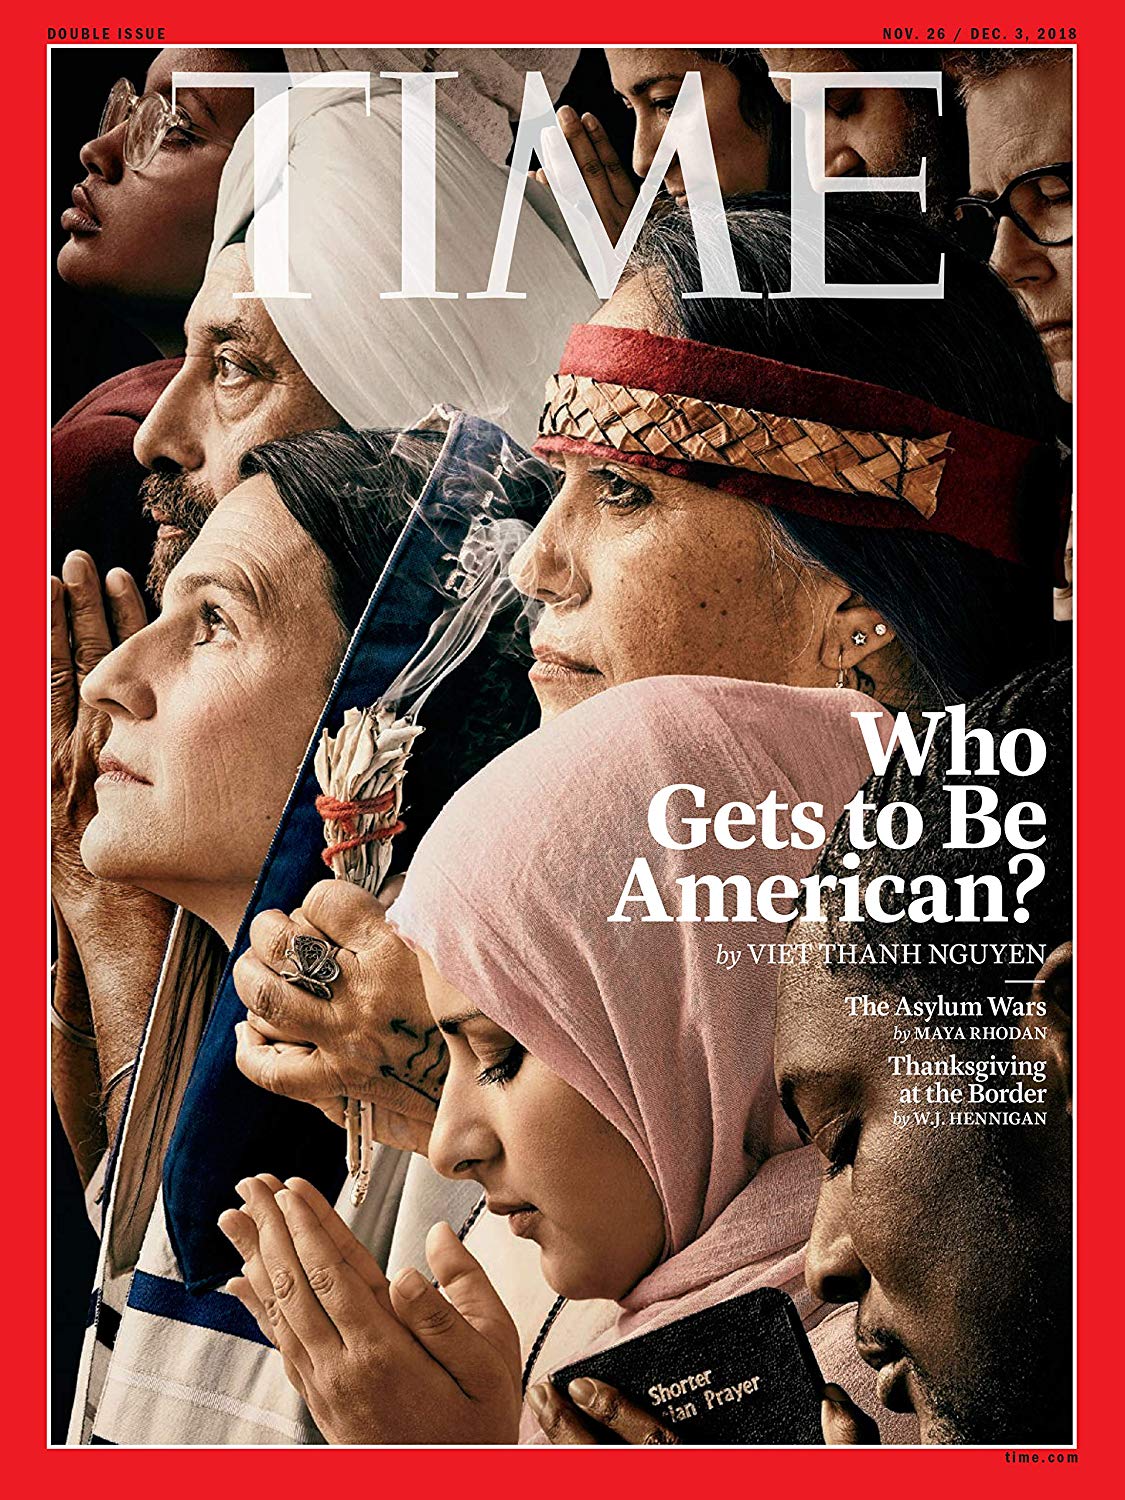 DOUBLE ISSUE
NOV. 26 / DEC. 3, 2018
TIME
Who
Gets to Be
American?
by VIET THANH NGUYEN
The Asylum Wars
by MAYA RHODAN
Thanksgiving
at the Border
by W.J. HENNIGAN
Shorter
Prayer
time.com